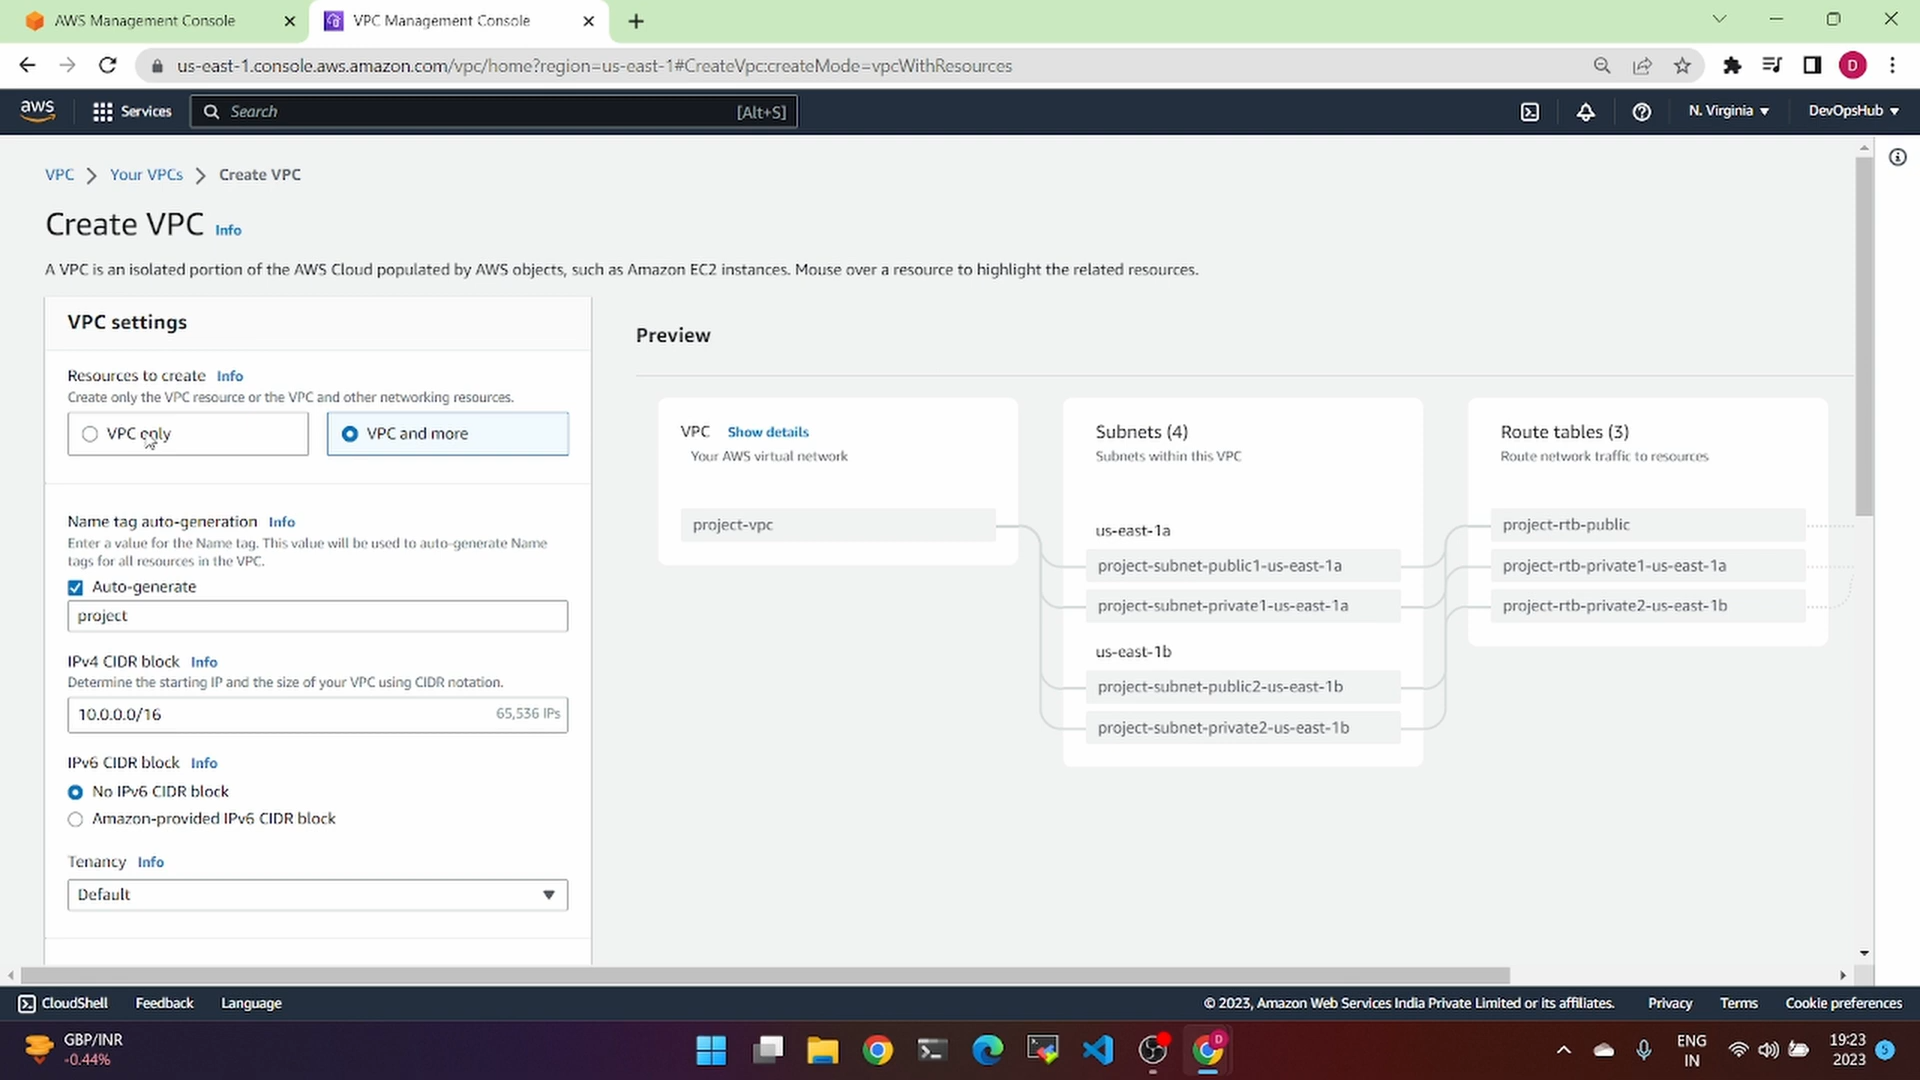 AWS Management Console
VPC Management Console
us-east-1.console.aws.amazon.com/vpc/home?region=us-east-1#CreateVpc:createMode=vpcWithResources
D
aws
Services
Search
[Alt+S]
N. Virginia
DevOpsHub
VPC
Your VPCs
Create VPC
Create VPC Info
A VPC is an isolated portion of the AWS Cloud populated by AWS objects, such as Amazon EC2 instances. Mouse over a resource to highlight the related resources.
VPC settings
Resources to create Info
Create only the VPC resource or the VPC and other networking resources.
VPC only
VPC and more
Name tag auto-generation Info
Enter a value for the Name tag. This value will be used to auto-generate Name
tags for all resources in the VPC.
Auto-generate
project
IPv4 CIDR block Info
Determine the starting IP and the size of your VPC using CIDR notation.
10.0.0.0/16
65,536 IPs
IPv6 CIDR block Info
No IPv6 CIDR block
Amazon-provided IPv6 CIDR block
Tenancy Info
Default
Preview
VPC Show details
Your AWS virtual network
project-vpc
Subnets (4)
Subnets within this VPC
us-east-1a
project-subnet-public1-us-east-1a
project-subnet-private1-us-east-1a
us-east-1b
project-subnet-public2-us-east-1b
project-subnet-private2-us-east-1b
Route tables (3)
Route network traffic to resources
project-rtb-public
project-rtb-private1-us-east-1a
project-rtb-private2-us-east-1b
CloudShell
Feedback
Language
© 2023, Amazon Web Services India Private Limited or its affiliates.
Privacy
Terms
Cookie preferences
GBP/INR
-0.44%
D
ENG
IN
19:23
2023
5